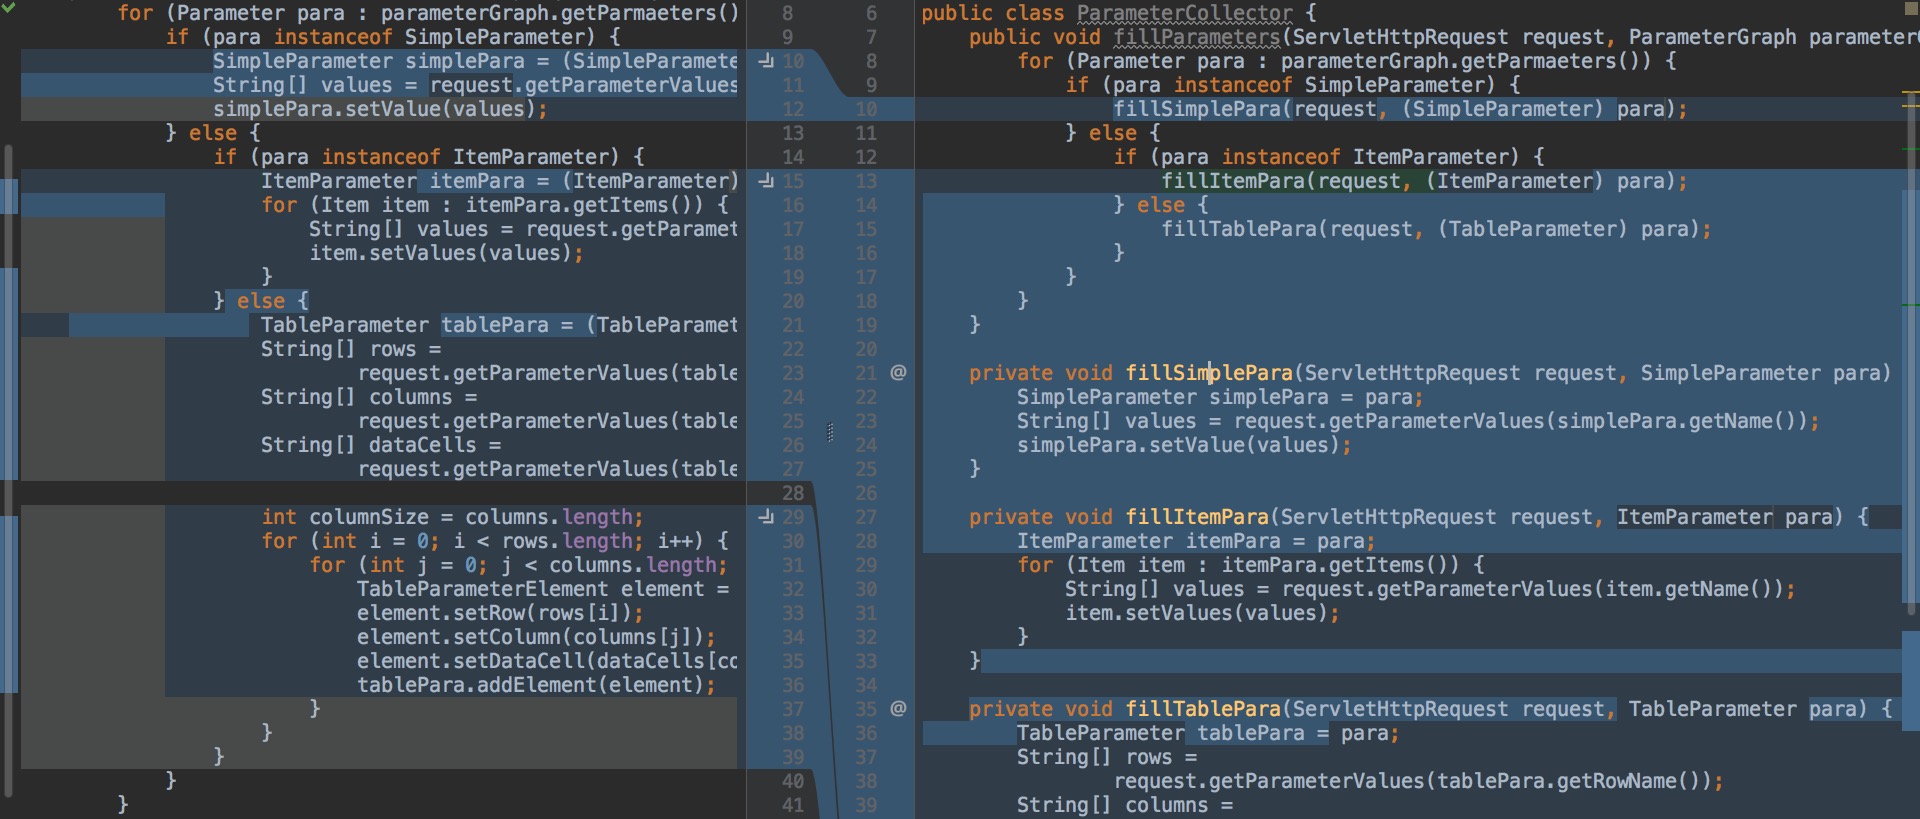 for (Parameter para : parameterGraph.getParmaeters()
if (para instanceof SimpleParameter) {
SimpleParameter simplePara = (SimpleParamete
String[] values = request.getParameterValues
simplePara.setValue(values);
} else {
if (para instanceof ItemParameter) {
ItemParameter itemPara = (ItemParameter)
for (Item item : itemPara.getItems()) {
String[] values = request.getParamet
item.setValues(values);
}
} else {
TableParameter tablePara = (TableParamet
String[] rows =
request.getParameterValues(table
String[] columns =
request.getParameterValues(table
String[] dataCells =
request.getParameterValues(table
int columnSize = columns.length;
for (int i = 0; i < rows.length; i++) {
for (int j = 0; j < columns.length;
TableParameterElement element =
element.setRow(rows[i]);
element.setColumn(columns[j]);
element.setDataCell(dataCells[co
tablePara.addElement(element);
}
}
}
}
}
8 6
9 7
10 8
11 9
12 10
13 11
14 12
15 13
16 14
17 15
18 16
19 17
20 18
21 19
22 20
23 21 @
24 22
25 23
26 24
27 25
28 26
29 27
30 28
31 29
32 30
33 31
34 32
35 33
36 34
37 35 @
38 36
39 37
40 38
41 39
public class ParameterCollector {
public void fillParameters(ServletHttpRequest request, ParameterGraph parameterG
for (Parameter para : parameterGraph.getParmaeters()) {
if (para instanceof SimpleParameter) {
fillSimplePara(request, (SimpleParameter) para);
} else {
if (para instanceof ItemParameter) {
fillItemPara(request, (ItemParameter) para);
} else {
fillTablePara(request, (TableParameter) para);
}
}
}
}
private void fillSimplePara(ServletHttpRequest request, SimpleParameter para)
SimpleParameter simplePara = para;
String[] values = request.getParameterValues(simplePara.getName());
simplePara.setValue(values);
}
private void fillItemPara(ServletHttpRequest request, ItemParameter para) {
ItemParameter itemPara = para;
for (Item item : itemPara.getItems()) {
String[] values = request.getParameterValues(item.getName());
item.setValues(values);
}
}
private void fillTablePara(ServletHttpRequest request, TableParameter para) {
TableParameter tablePara = para;
String[] rows =
request.getParameterValues(tablePara.getRowName());
String[] columns =